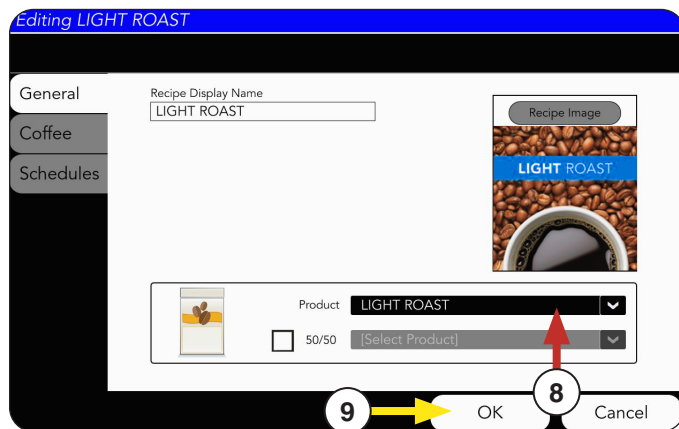 Editing LIGHT ROAST
General
Coffee
Schedules
Recipe Display Name
LIGHT ROAST
Recipe Image
LIGHT ROAST
Product
LIGHT ROAST
50/50
[Select Product]
8
9
OK
Cancel